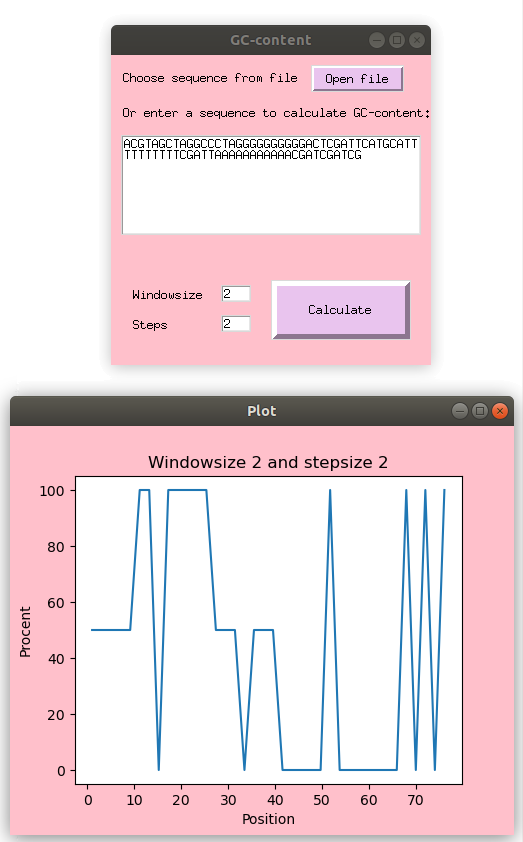 GC-content
Choose sequence from file
Open file
Or enter a sequence to calculate GC-content:
ACGTAGCTAGGCCCTAGGGGGGGGGGACTCGATTCATGCATT
TTTTTTTTCGATTAAAAAAAAAAACGATCGATCG
Windowsize 2
Steps 2
Calculate
Plot
Windowsize 2 and stepsize 2
100
80
60
40
20
0
Procent
0 10 20 30 40 50 60 70
Position